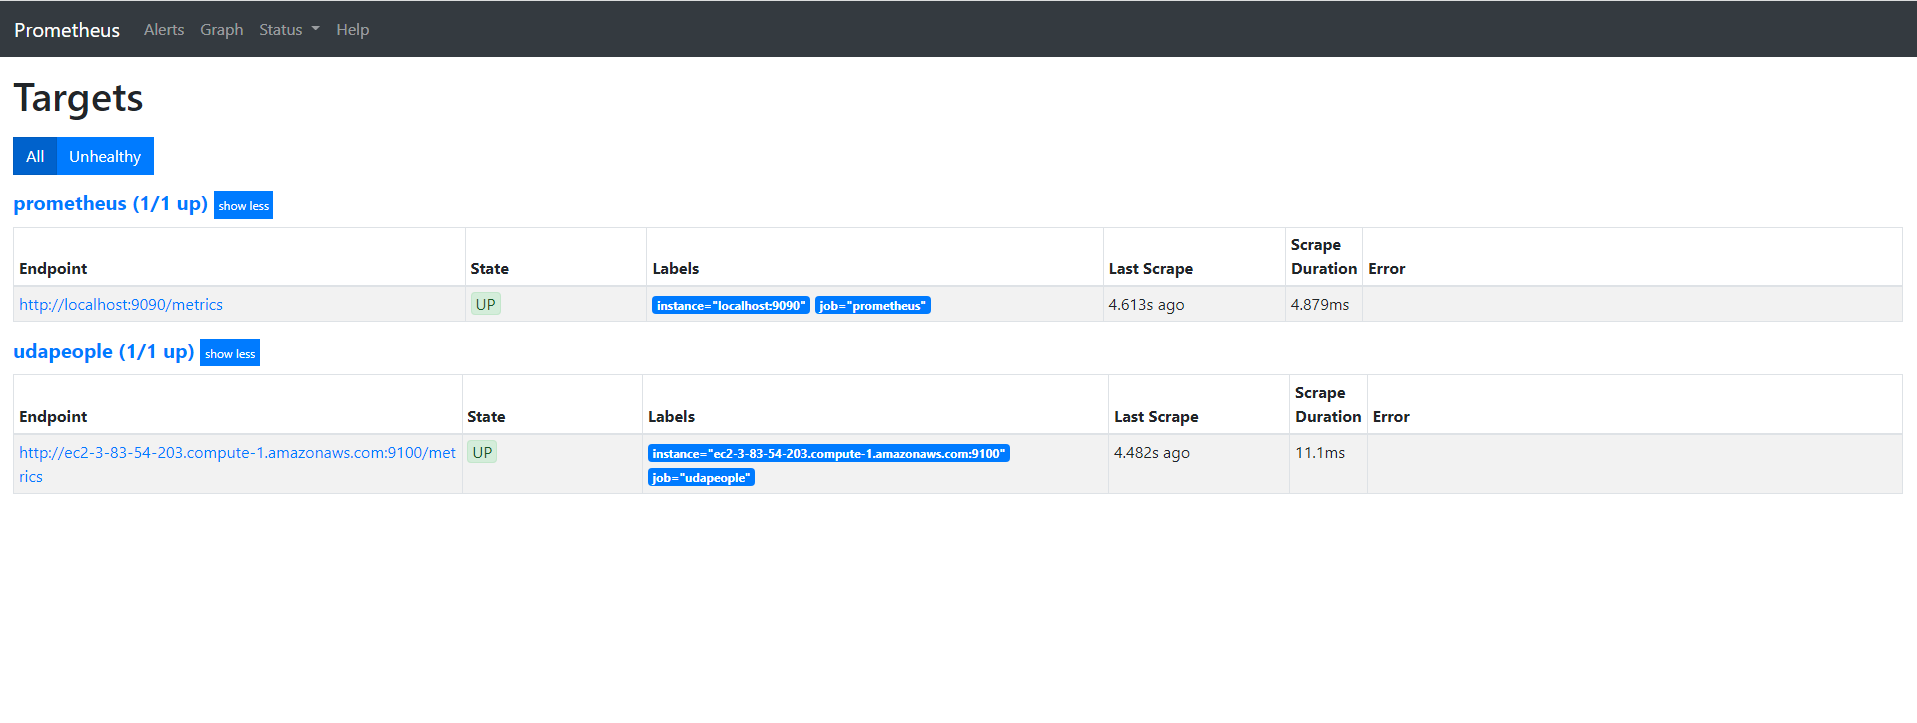 Prometheus Alerts Graph Status Help
Targets
All Unhealthy
prometheus (1/1 up) show less
Endpoint State Labels Last Scrape Scrape Duration Error
http://localhost:9090/metrics UP instance="localhost:9090" job="prometheus" 4.613s ago 4.879ms
udapeople (1/1 up) show less
Endpoint State Labels Last Scrape Scrape Duration Error
http://ec2-3-83-54-203.compute-1.amazonaws.com:9100/met UP instance="ec2-3-83-54-203.compute-1.amazonaws.com:9100" 4.482s ago 11.1ms
rics job="udapeople"